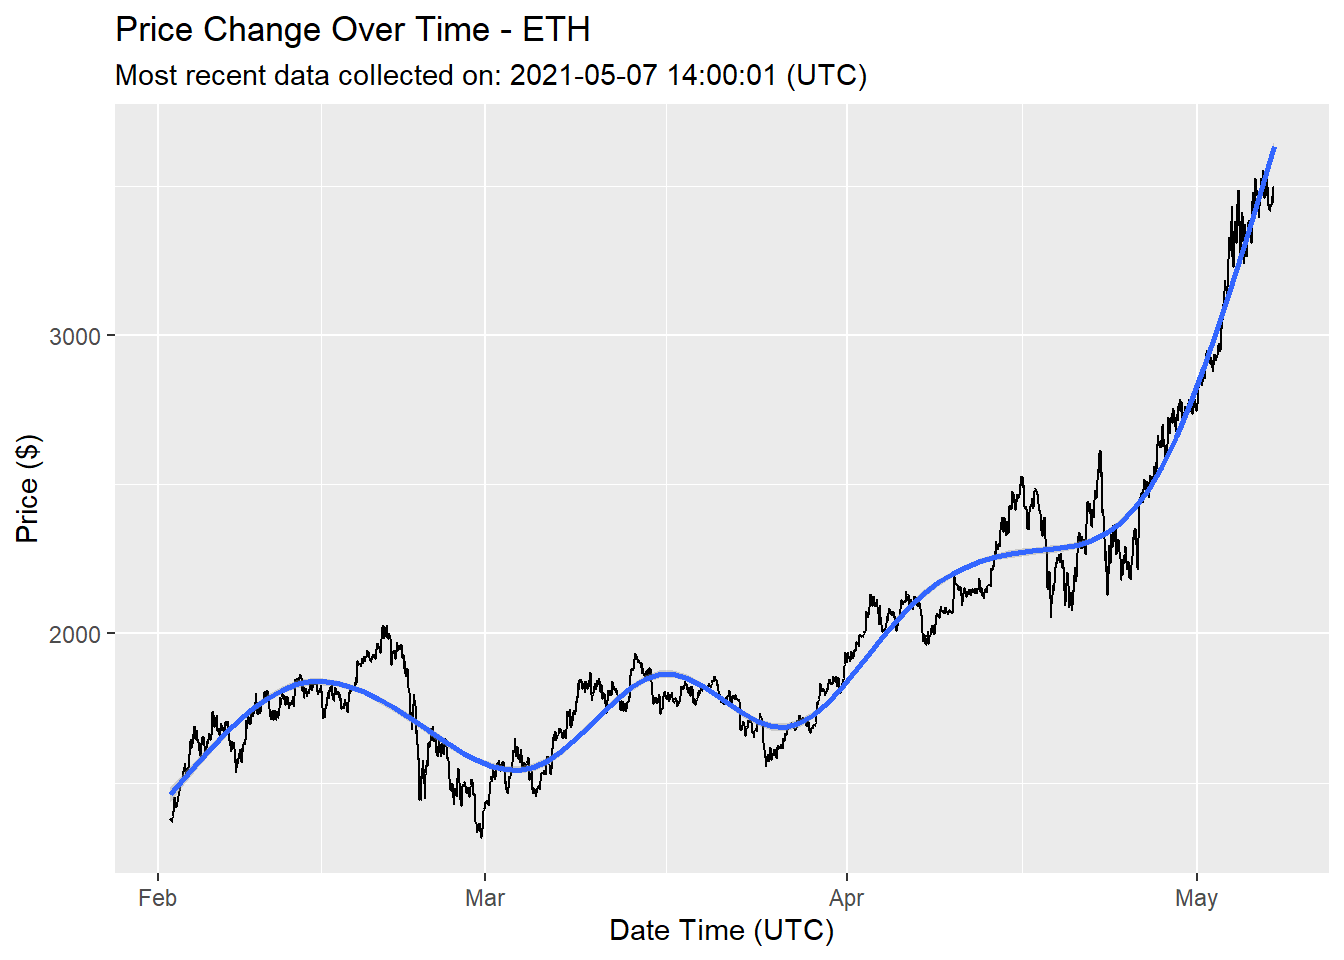 Price Change Over Time - ETH
Most recent data collected on: 2021-05-07 14:00:01 (UTC)
Price ($)
3000
2000
Feb Mar Apr May
Date Time (UTC)